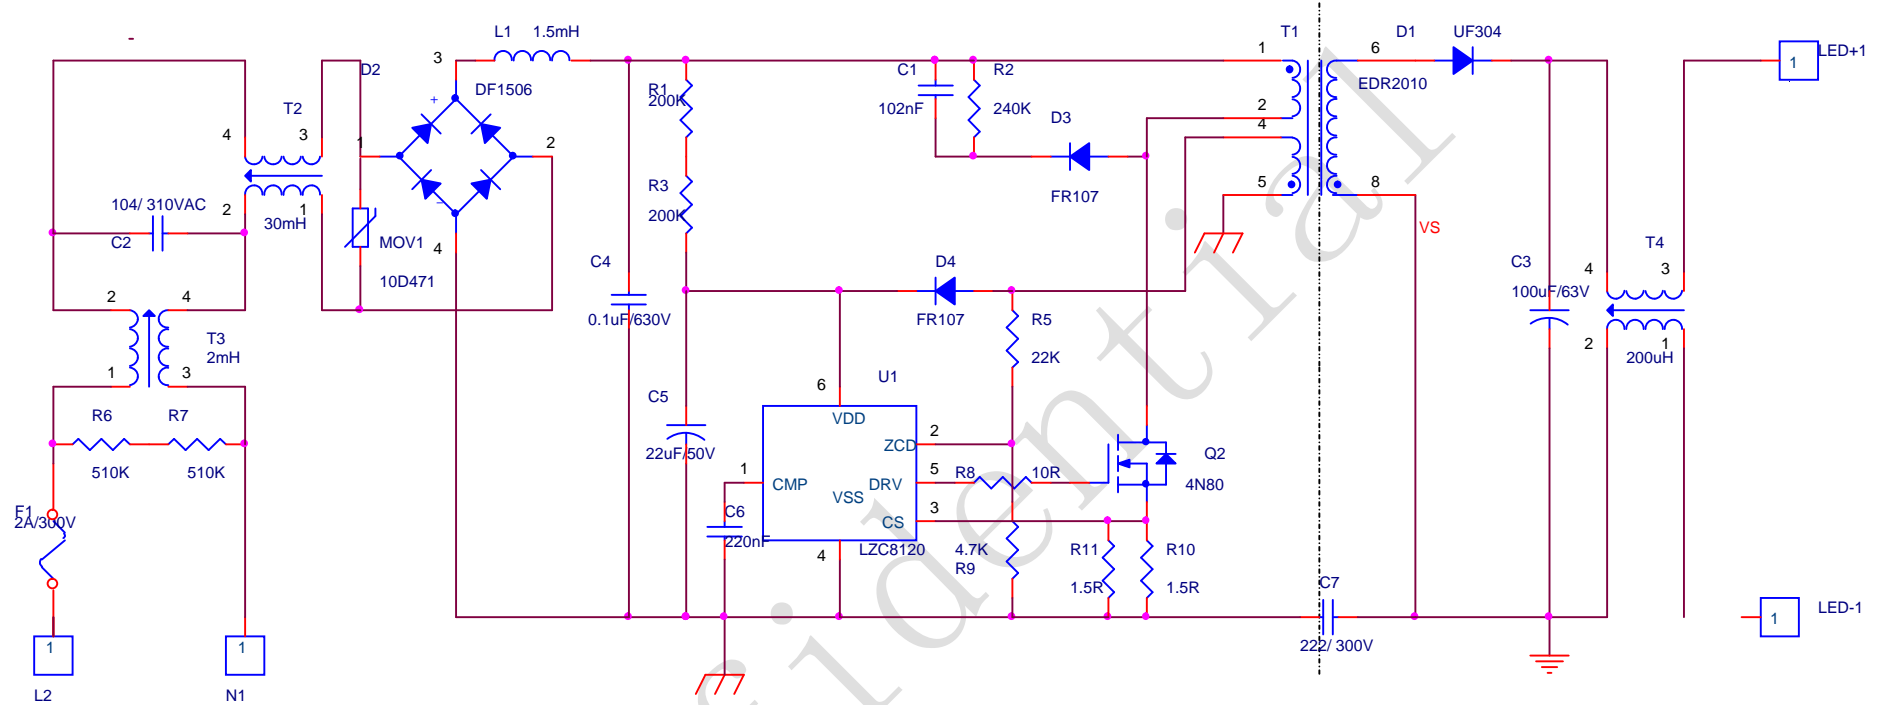 L1 1.5mH
T1
D1 UF304
3
1
6
LED+1
1
D2
DF1506
C1
R2
R1
200K
102nF
240K
EDR2010
T2
4
3
+
2
4
D3
1
2
R3
200K
FR107
5
8
104/ 310VAC
2
1
30mH
C2
MOV1
–
4
VS
T4
10D471
C4
D4
C3
4
3
100uF/63V
2
4
0.1uF/630V
FR107
R5
22K
T3
2mH
1
3
2
1
200uH
U1
6
C5
R6
R7
VDD
2
ZCD
510K
510K
22uF/50V
1
CMP
5
DRV
R8
10R
Q2
4N80
VSS
3
CS
F1
2A/300V
C6
220nF
4
LZC8120
4.7K
R9
R11
1.5R
R10
1.5R
C7
222/ 300V
LED-1
1
1
1
L2
N1
fidential